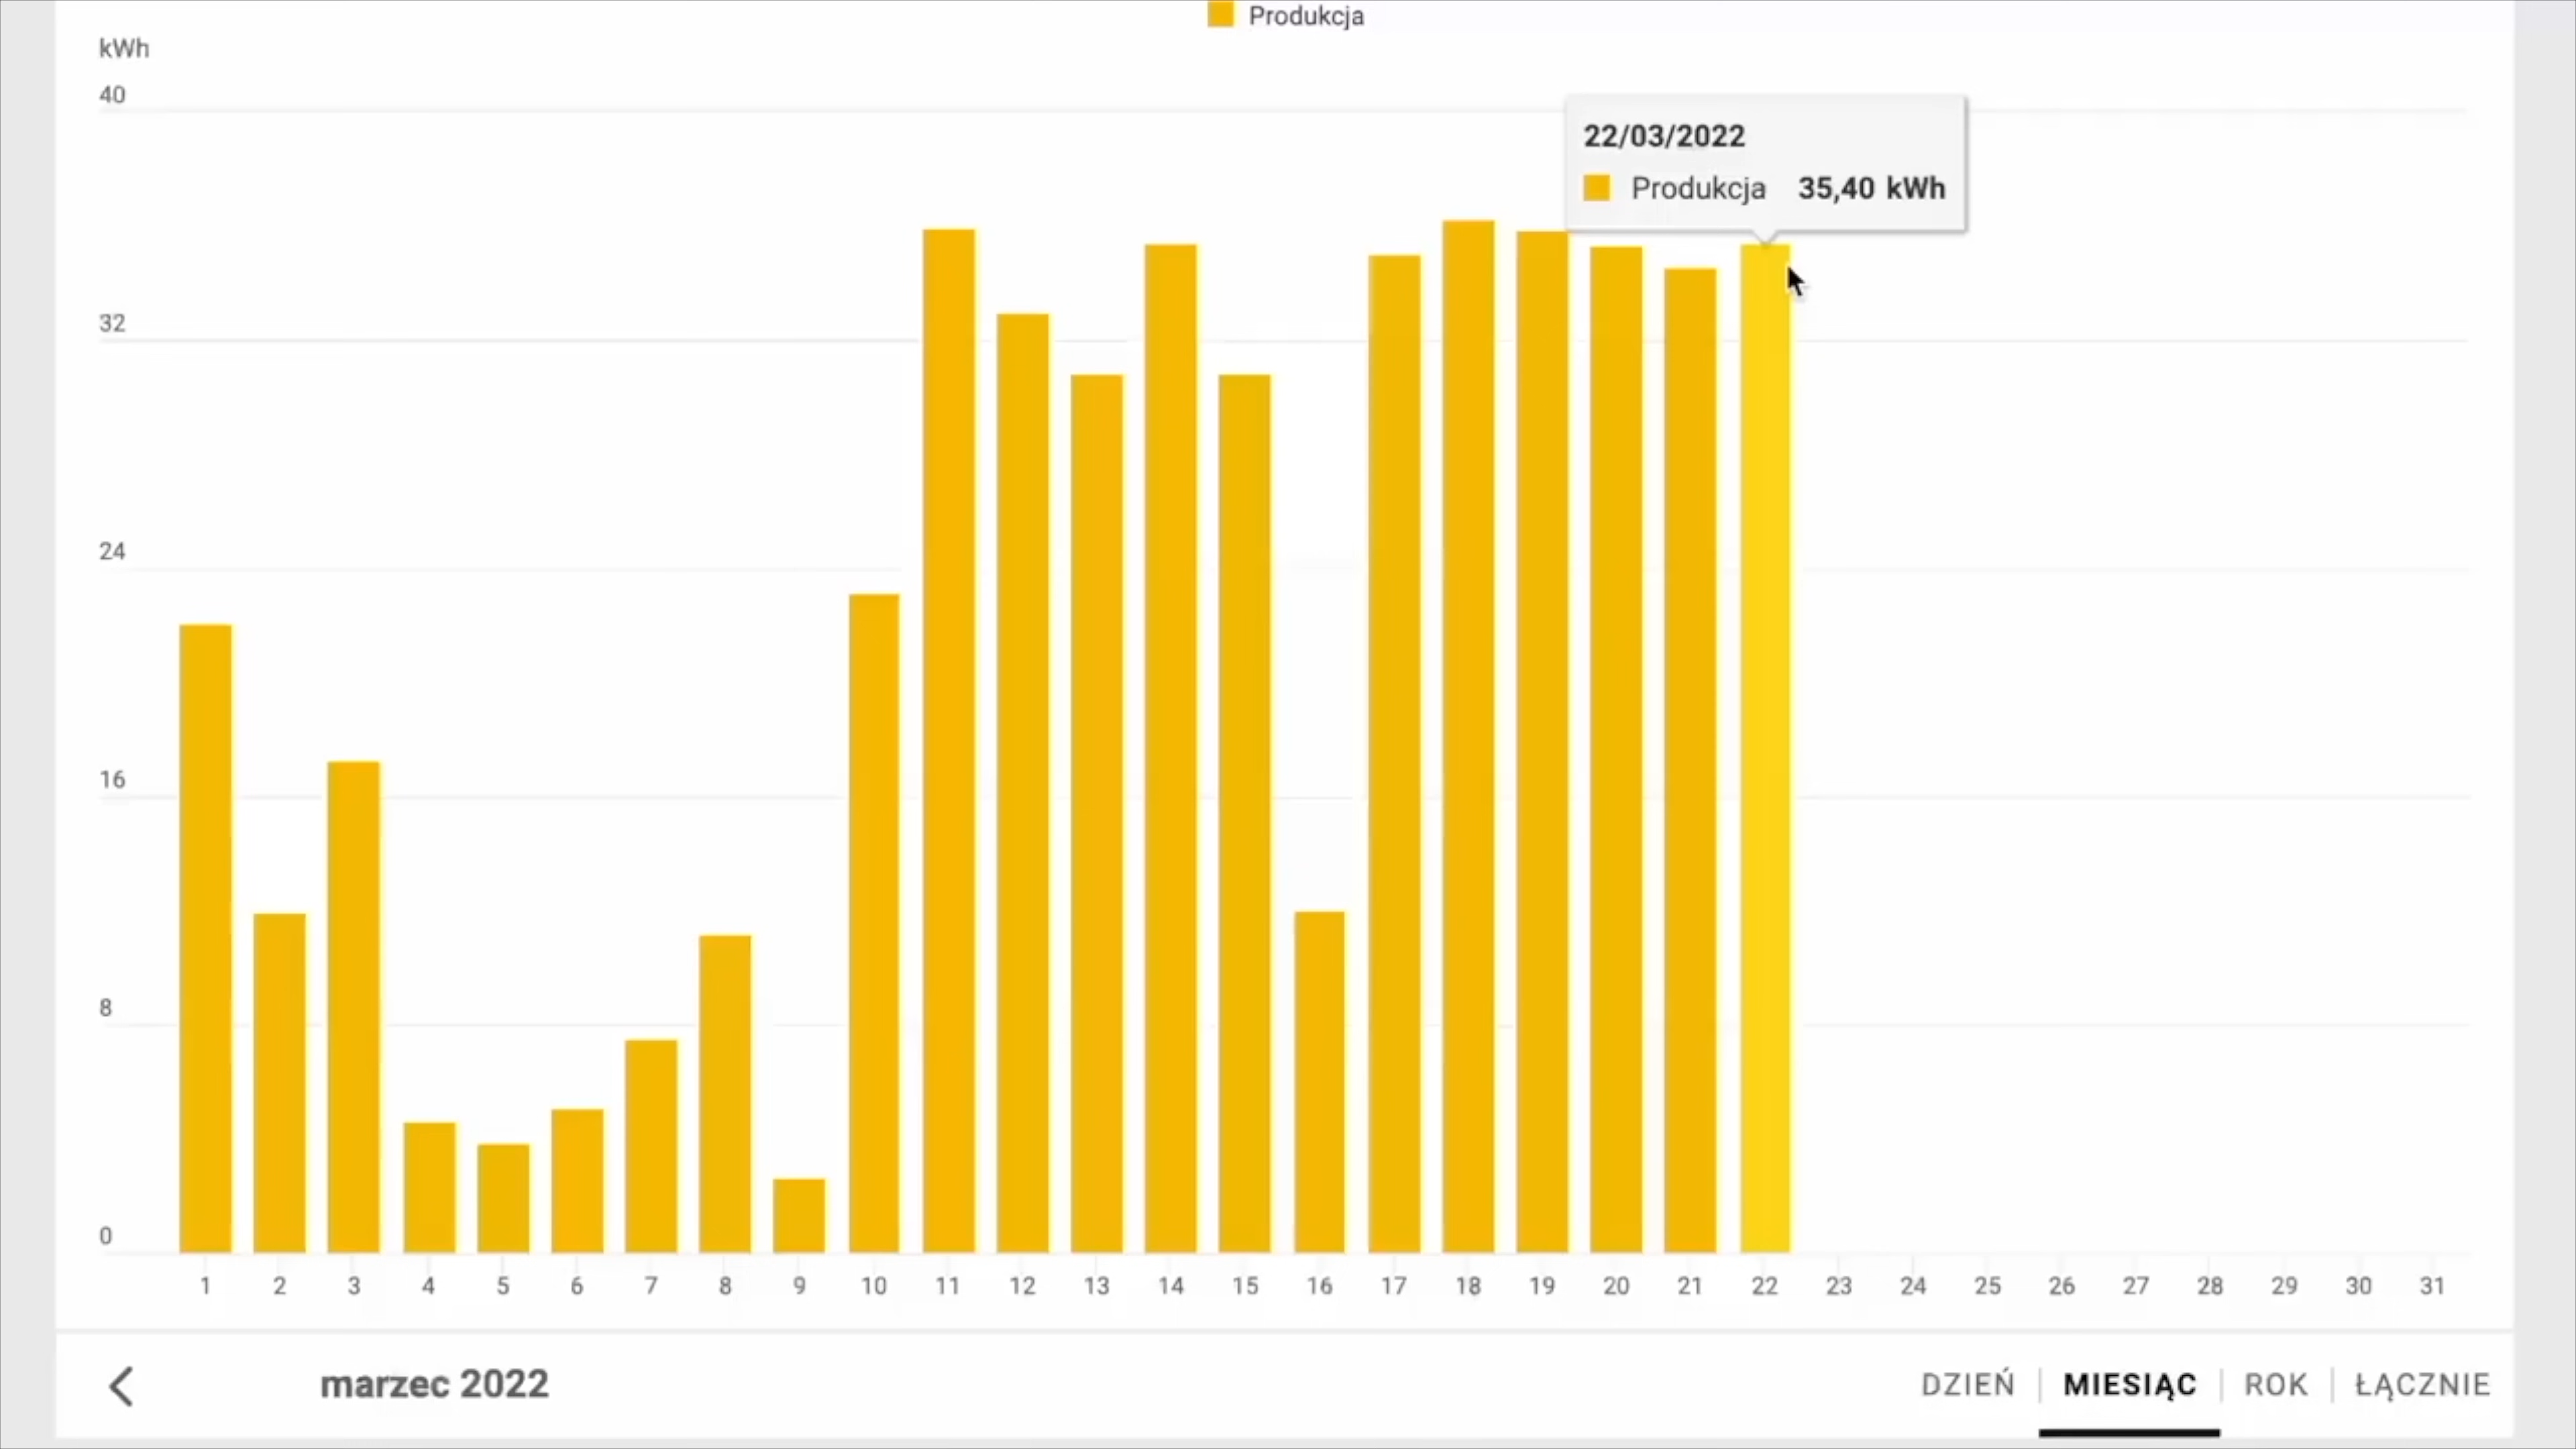 Produkcja
kWh
40
22/03/2022
Produkcja 35,40 kWh
32
24
16
8
0
1 2 3 4 5 6 7 8 9 10 11 12 13 14 15 16 17 18 19 20 21 22 23 24 25 26 27 28 29 30 31
marzec 2022 DZIEŃ MIESIĄC ROK ŁĄCZNIE